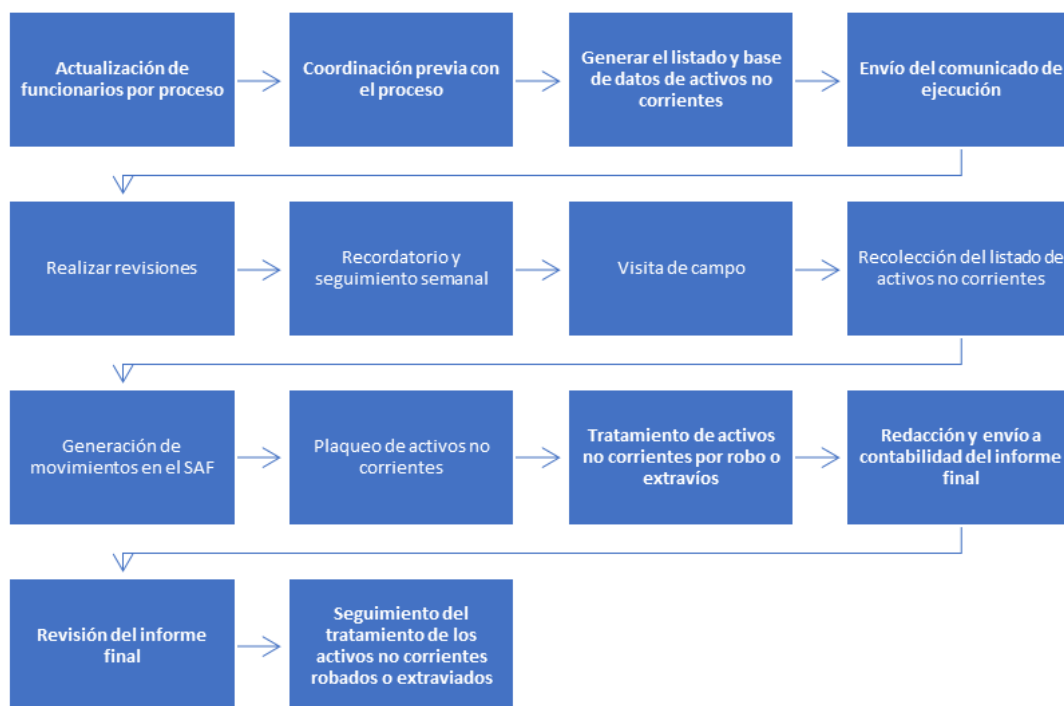 Actualización de
funcionarios por proceso
Coordinación previa con
el proceso
Generar el listado y base
de datos de activos no
corrientes
Envío del comunicado de
ejecución
Realizar revisiones
Recordatorio y
seguimiento semanal
Visita de campo
Recolección del listado de
activos no corrientes
Generación de
movimientos en el SAF
Plaqueo de activos no
corrientes
Tratamiento de activos
no corrientes por robo o
extravíos
Redacción y envío a
contabilidad del informe
final
Revisión del informe
final
Seguimiento del
tratamiento de los
activos no corrientes
robados o extraviados